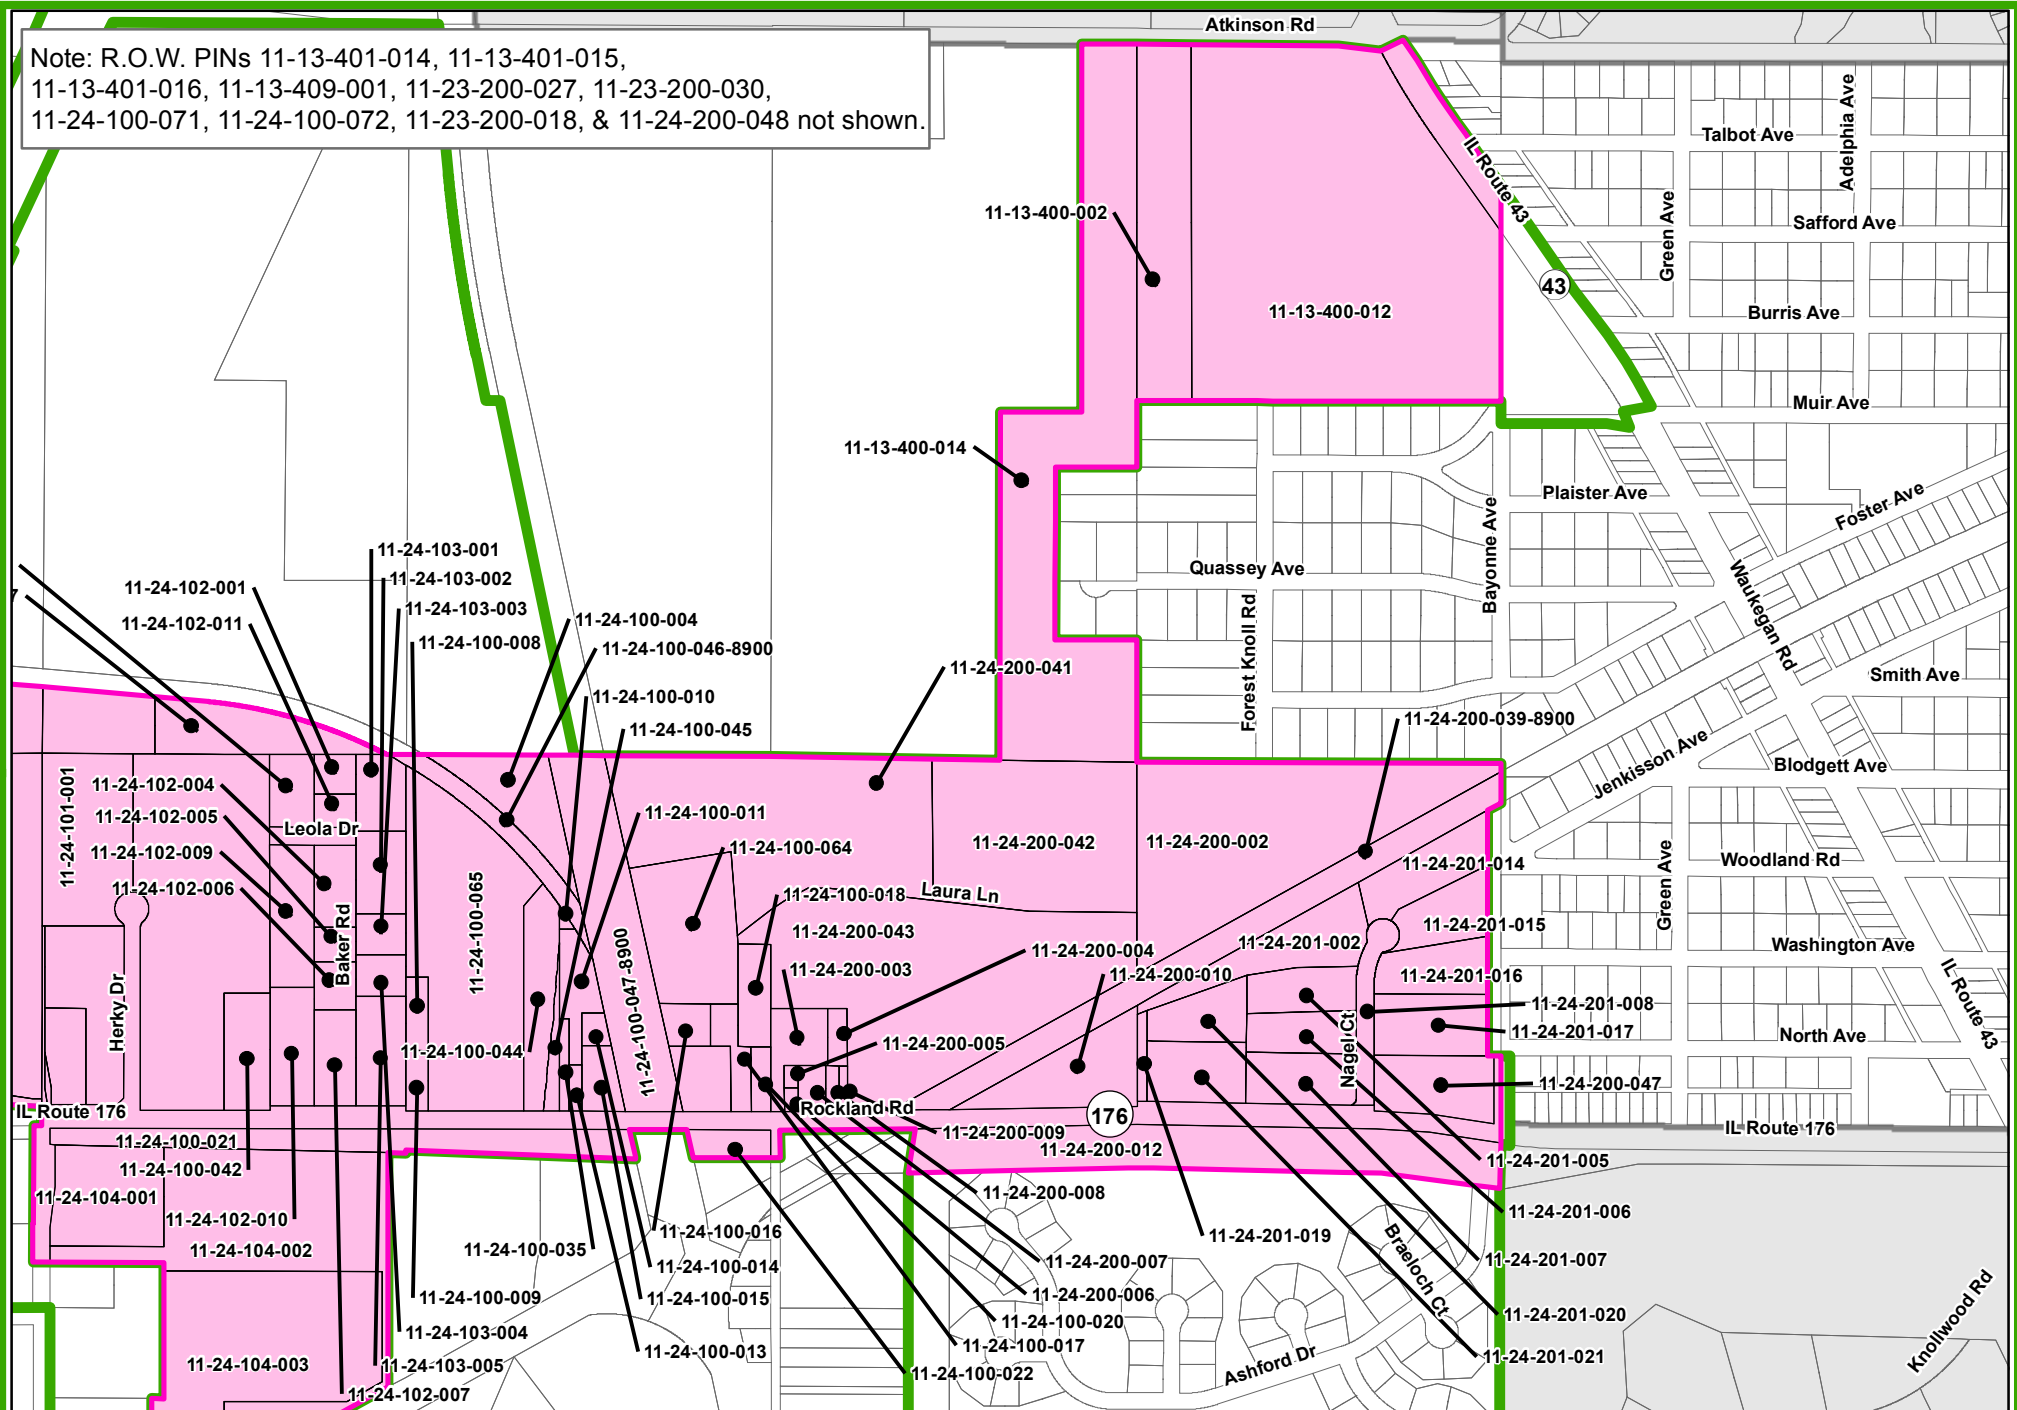 Atkinson Rd
Note: R.O.W. PINs 11-13-401-014, 11-13-401-015,
11-13-401-016, 11-13-409-001, 11-23-200-027, 11-23-200-030,
11-24-100-071, 11-24-100-072, 11-23-200-018, & 11-24-200-048 not shown.
Talbot Ave
Adelphia Ave
IL Route 43
11-13-400-002
Green Ave
Safford Ave
43
11-13-400-012
Burris Ave
Muir Ave
11-13-400-014
Plaister Ave
Foster Ave
Bayonne Ave
11-24-103-001
Quassey Ave
11-24-102-001
11-24-103-002
11-24-103-003
11-24-102-011
11-24-100-004
11-24-100-008
11-24-100-046-8900
Forest Knoll Rd
Waukegan Rd
11-24-200-041
Smith Ave
11-24-100-010
11-24-200-039-8900
11-24-100-045
Jenkisson Ave
Blodgett Ave
11-24-101-001
11-24-102-004
11-24-102-005
Leola Dr
11-24-100-011
11-24-200-042
11-24-200-002
11-24-102-009
11-24-100-064
11-24-201-014
Woodland Rd
11-24-102-006
11-24-100-018
Laura Ln
Green Ave
11-24-100-065
Baker Rd
11-24-200-043
11-24-201-015
11-24-201-002
Washington Ave
11-24-200-004
11-24-200-003
11-24-200-010
11-24-201-016
11-24-100-047-8900
Herky Dr
IL Route 43
11-24-201-008
11-24-201-017
North Ave
11-24-100-044
11-24-200-005
Nagel Ct
11-24-200-047
IL Route 176
Rockland Rd
176
IL Route 176
11-24-100-021
11-24-200-009
11-24-200-012
11-24-100-042
11-24-201-005
11-24-104-001
11-24-200-008
11-24-102-010
11-24-201-006
11-24-104-002
11-24-100-035
11-24-100-016
11-24-201-019
11-24-100-014
11-24-200-007
Braeloch Ct
11-24-201-007
11-24-100-009
11-24-100-015
11-24-200-006
Knollwood Rd
11-24-103-004
11-24-100-020
11-24-201-020
11-24-100-013
11-24-100-017
11-24-104-003
11-24-103-005
11-24-100-022
Ashford Dr
11-24-201-021
11-24-102-007